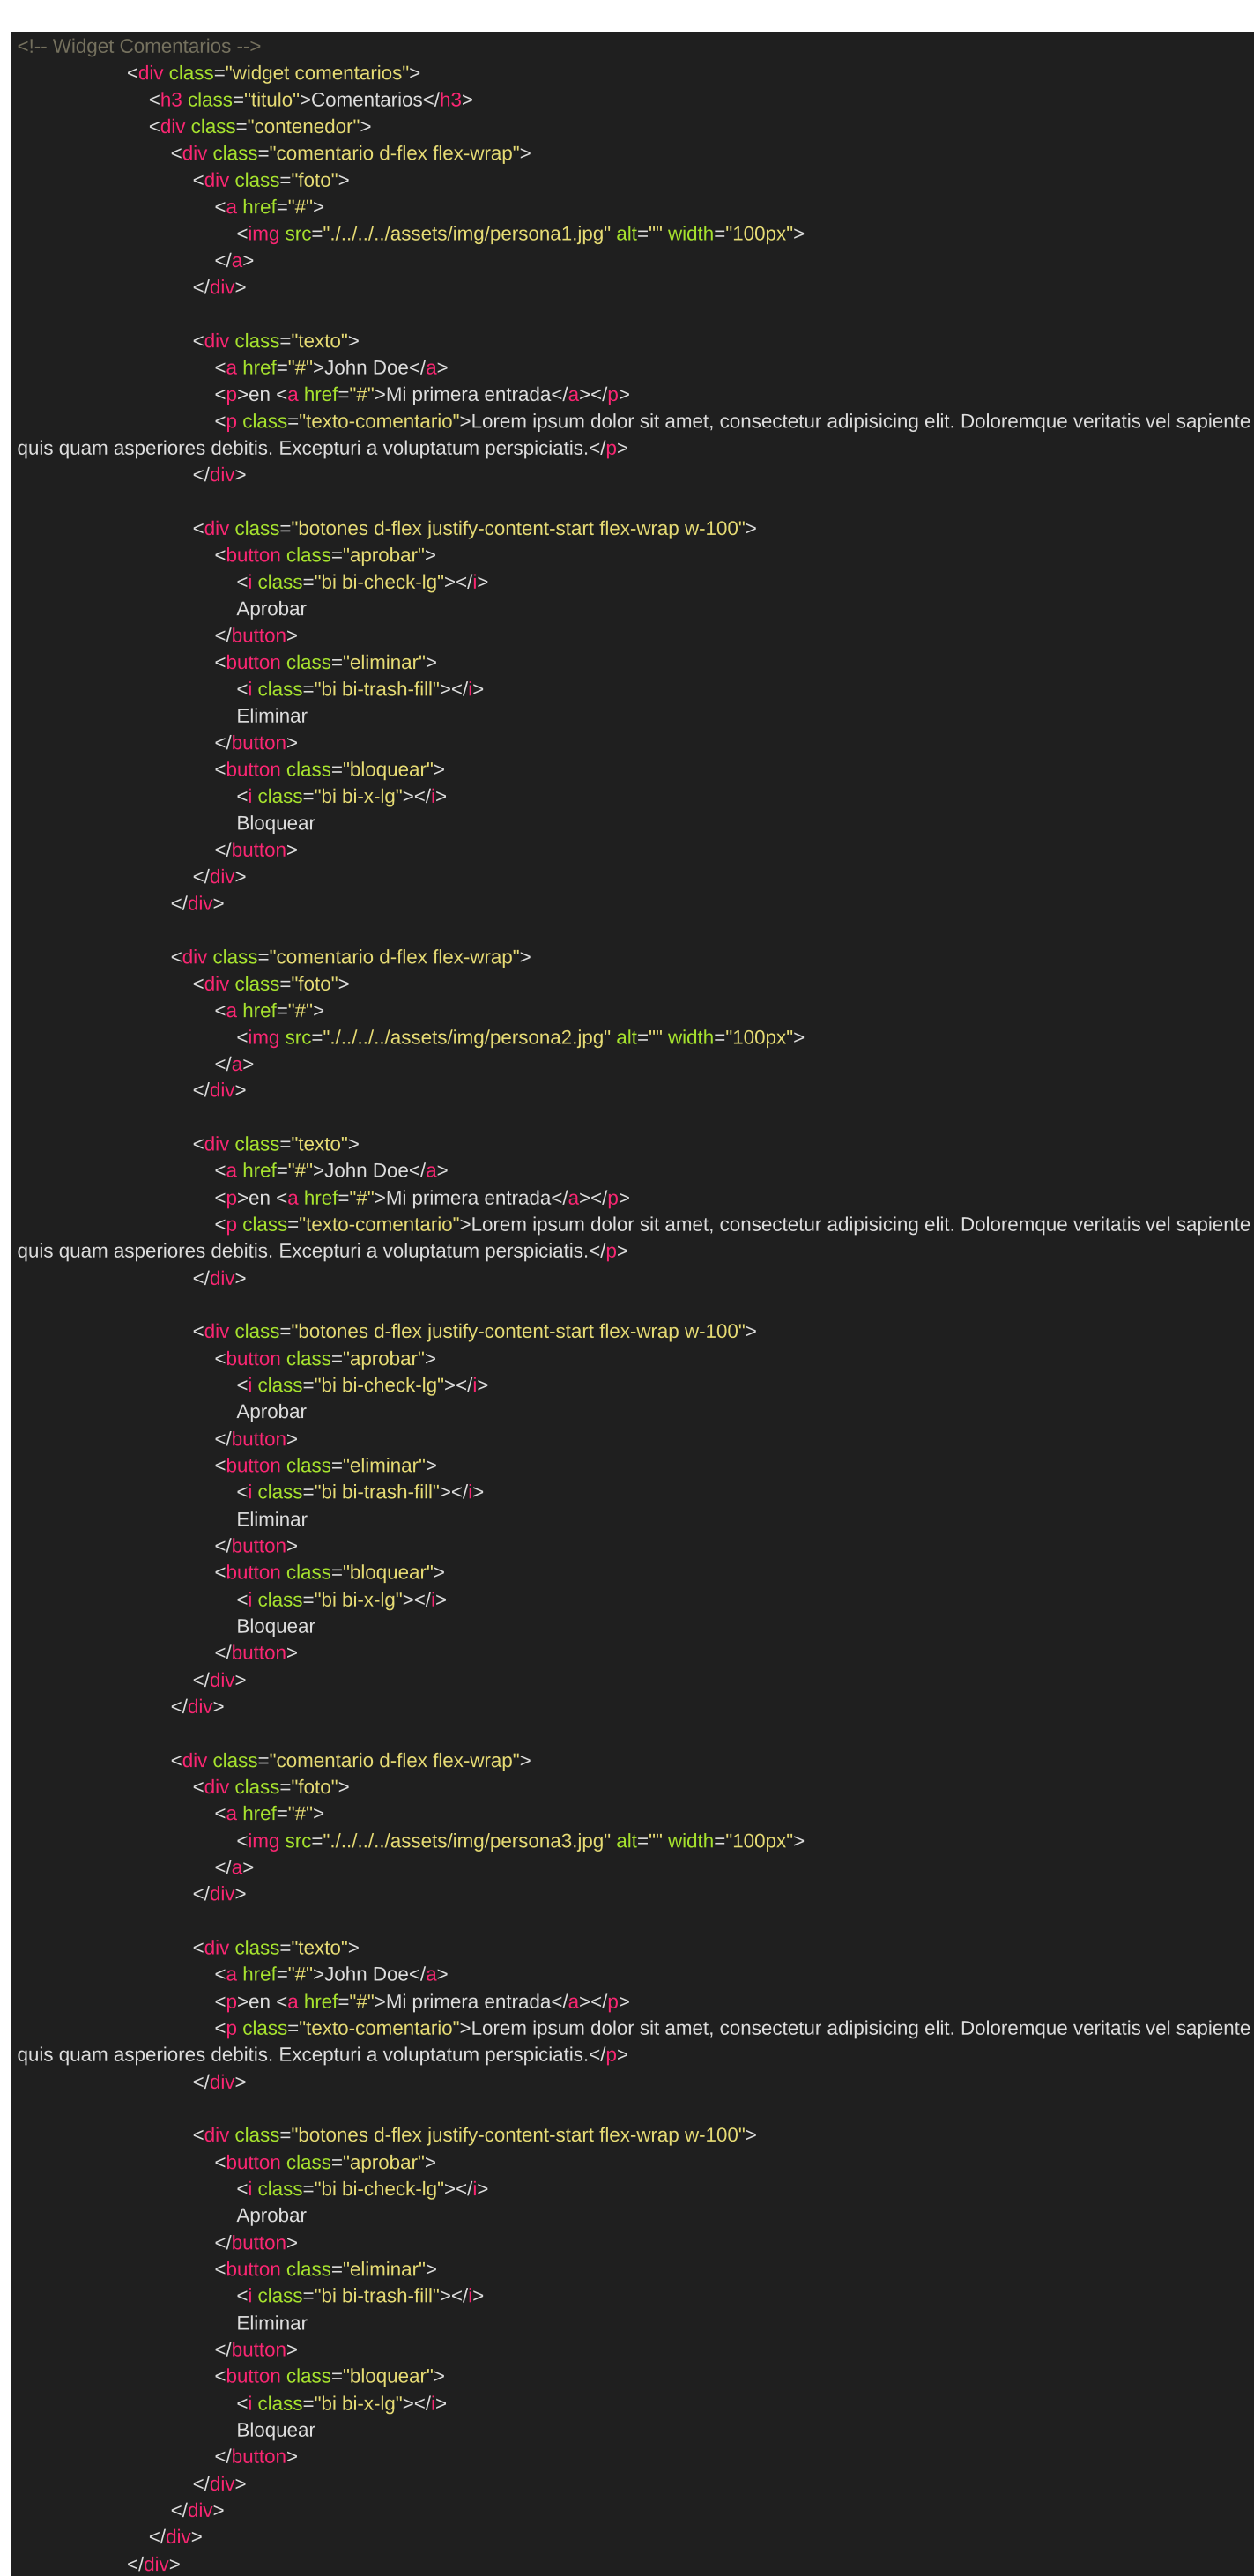 <!-- Widget Comentarios -->
<div class="widget comentarios">
<h3 class="titulo">Comentarios</h3>
<div class="contenedor">
<div class="comentario d-flex flex-wrap">
<div class="foto">
<a href="#">
<img src="./../../../assets/img/persona1.jpg" alt="" width="100px">
</a>
</div>
<div class="texto">
<a href="#">John Doe</a>
<p>en <a href="#">Mi primera entrada</a></p>
<p class="texto-comentario">Lorem ipsum dolor sit amet, consectetur adipisicing elit. Doloremque veritatis vel sapiente
quis quam asperiores debitis. Excepturi a voluptatum perspiciatis.</p>
</div>
<div class="botones d-flex justify-content-start flex-wrap w-100">
<button class="aprobar">
<i class="bi bi-check-lg"></i>
Aprobar
</button>
<button class="eliminar">
<i class="bi bi-trash-fill"></i>
Eliminar
</button>
<button class="bloquear">
<i class="bi bi-x-lg"></i>
Bloquear
</button>
</div>
</div>
<div class="comentario d-flex flex-wrap">
<div class="foto">
<a href="#">
<img src="./../../../assets/img/persona2.jpg" alt="" width="100px">
</a>
</div>
<div class="texto">
<a href="#">John Doe</a>
<p>en <a href="#">Mi primera entrada</a></p>
<p class="texto-comentario">Lorem ipsum dolor sit amet, consectetur adipisicing elit. Doloremque veritatis vel sapiente
quis quam asperiores debitis. Excepturi a voluptatum perspiciatis.</p>
</div>
<div class="botones d-flex justify-content-start flex-wrap w-100">
<button class="aprobar">
<i class="bi bi-check-lg"></i>
Aprobar
</button>
<button class="eliminar">
<i class="bi bi-trash-fill"></i>
Eliminar
</button>
<button class="bloquear">
<i class="bi bi-x-lg"></i>
Bloquear
</button>
</div>
</div>
<div class="comentario d-flex flex-wrap">
<div class="foto">
<a href="#">
<img src="./../../../assets/img/persona3.jpg" alt="" width="100px">
</a>
</div>
<div class="texto">
<a href="#">John Doe</a>
<p>en <a href="#">Mi primera entrada</a></p>
<p class="texto-comentario">Lorem ipsum dolor sit amet, consectetur adipisicing elit. Doloremque veritatis vel sapiente
quis quam asperiores debitis. Excepturi a voluptatum perspiciatis.</p>
</div>
<div class="botones d-flex justify-content-start flex-wrap w-100">
<button class="aprobar">
<i class="bi bi-check-lg"></i>
Aprobar
</button>
<button class="eliminar">
<i class="bi bi-trash-fill"></i>
Eliminar
</button>
<button class="bloquear">
<i class="bi bi-x-lg"></i>
Bloquear
</button>
</div>
</div>
</div>
</div>